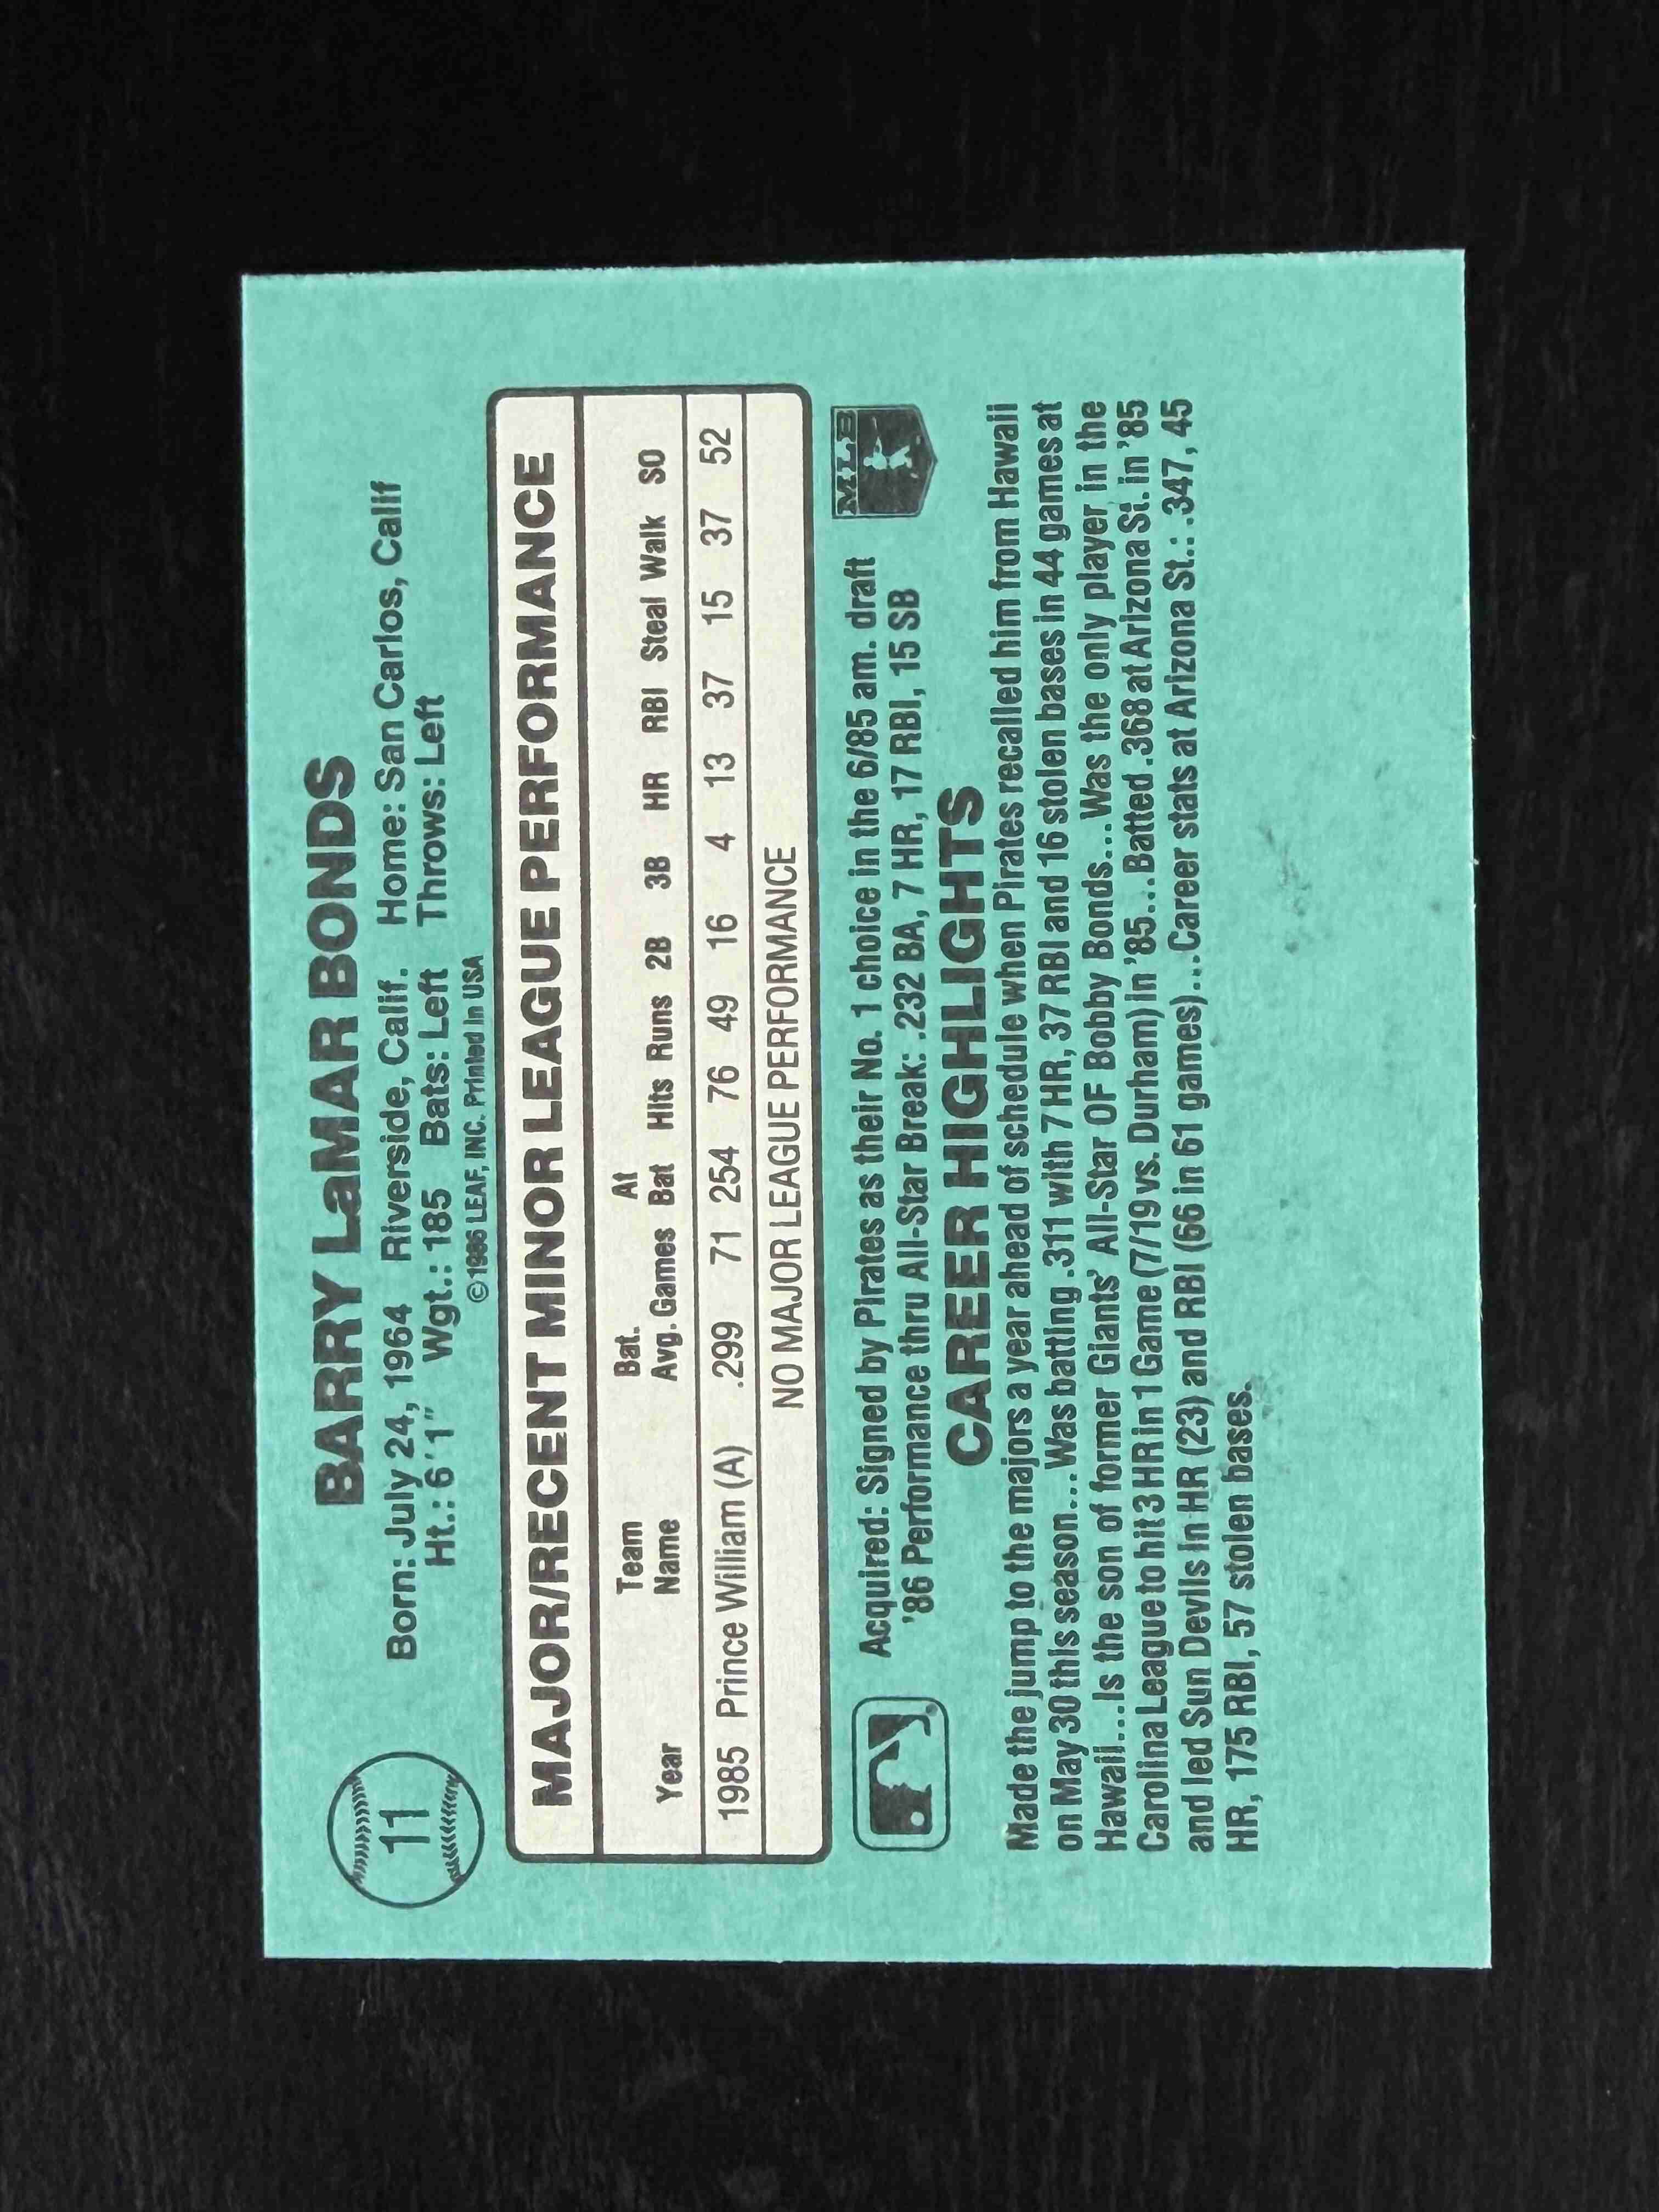 11
BARRY LaMAR BONDS
Born: July 24, 1964 Riverside, Calif. Home: San Carlos, Calif
Ht.: 6'1" Wgt.: 185 Bats: Left Throws: Left
©1986 LEAF, INC. Printed in USA
MAJOR/RECENT MINOR LEAGUE PERFORMANCE
Team Bat. At
Year Name Avg. Games Bat Hits Runs 2B 3B HR RBI Steal Walk SO
1985 Prince William (A) .299 71 254 76 49 16 4 13 37 15 37 52
NO MAJOR LEAGUE PERFORMANCE
Acquired: Signed by Pirates as their No. 1 choice in the 6/85 am. draft
'86 Performance thru All-Star Break: .232 BA, 7 HR, 17 RBI, 15 SB
MLB
CAREER HIGHLIGHTS
Made the jump to the majors a year ahead of schedule when Pirates recalled him from Hawaii
on May 30 this season...Was batting .311 with 7 HR, 37 RBI and 16 stolen bases in 44 games at
Hawaii...Is the son of former Giants' All-Star OF Bobby Bonds...Was the only player in the
Carolina League to hit 3 HR in 1 Game (7/19 vs. Durham) in '85...Batted .368 at Arizona St. in '85
and led Sun Devils in HR (23) and RBI (66 in 61 games)...Career stats at Arizona St.: .347, 45
HR, 175 RBI, 57 stolen bases.